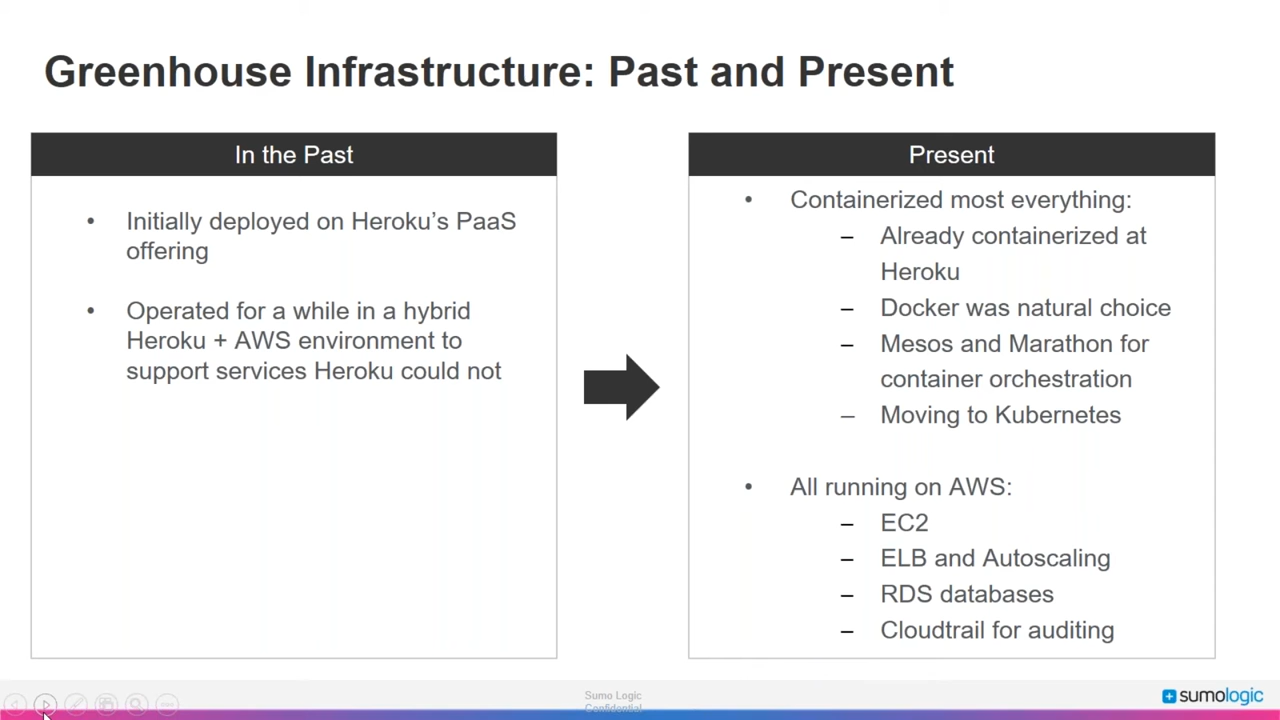 Greenhouse Infrastructure: Past and Present
In the Past
• Initially deployed on Heroku’s PaaS
offering
• Operated for a while in a hybrid
Heroku + AWS environment to
support services Heroku could not
Present
• Containerized most everything:
– Already containerized at
Heroku
– Docker was natural choice
– Mesos and Marathon for
container orchestration
– Moving to Kubernetes
• All running on AWS:
– EC2
– ELB and Autoscaling
– RDS databases
– Cloudtrail for auditing
Sumo Logic
Confidential
sumologic